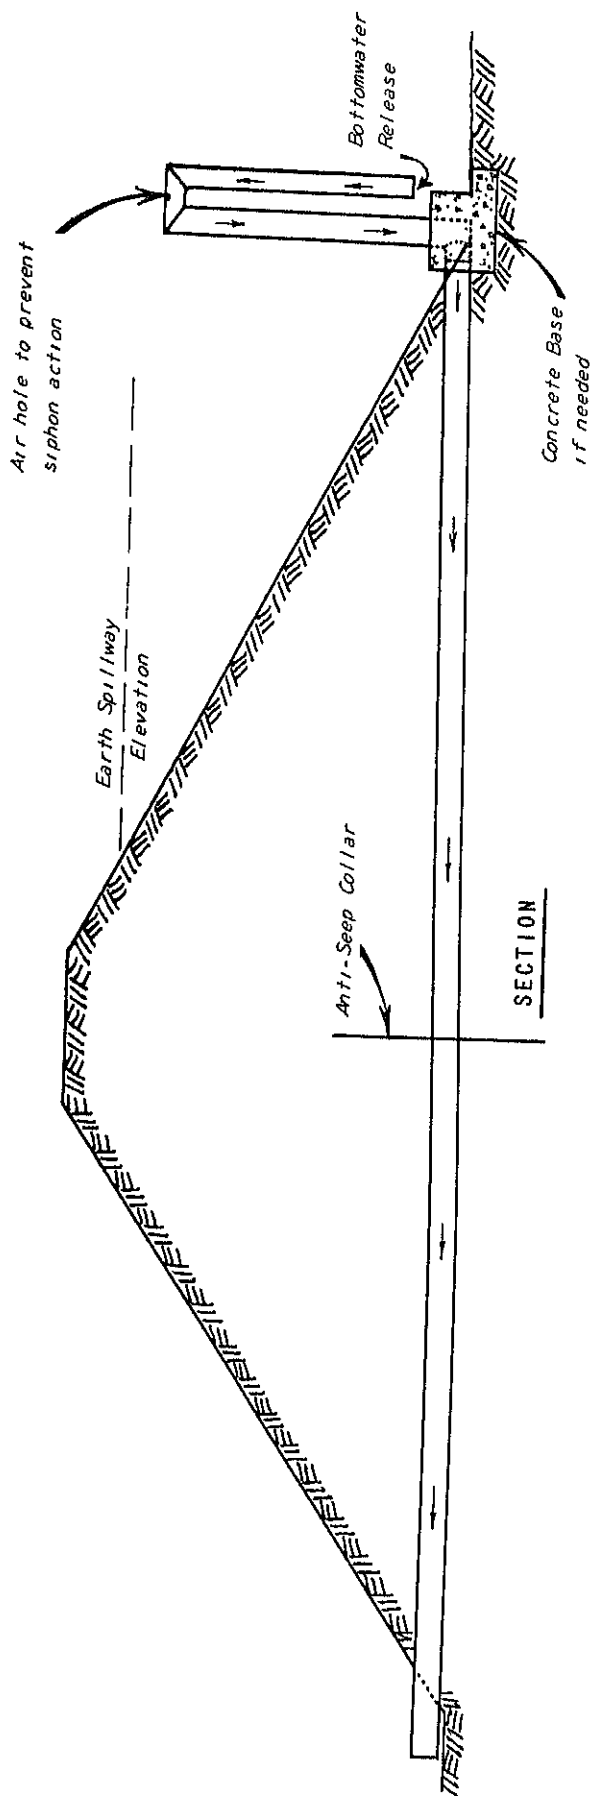 Air hole to prevent
siphon action
Earth Spillway
Elevation
Bottomwater
Release
Concrete Base
if needed
Anti-Seep Collar
SECTION